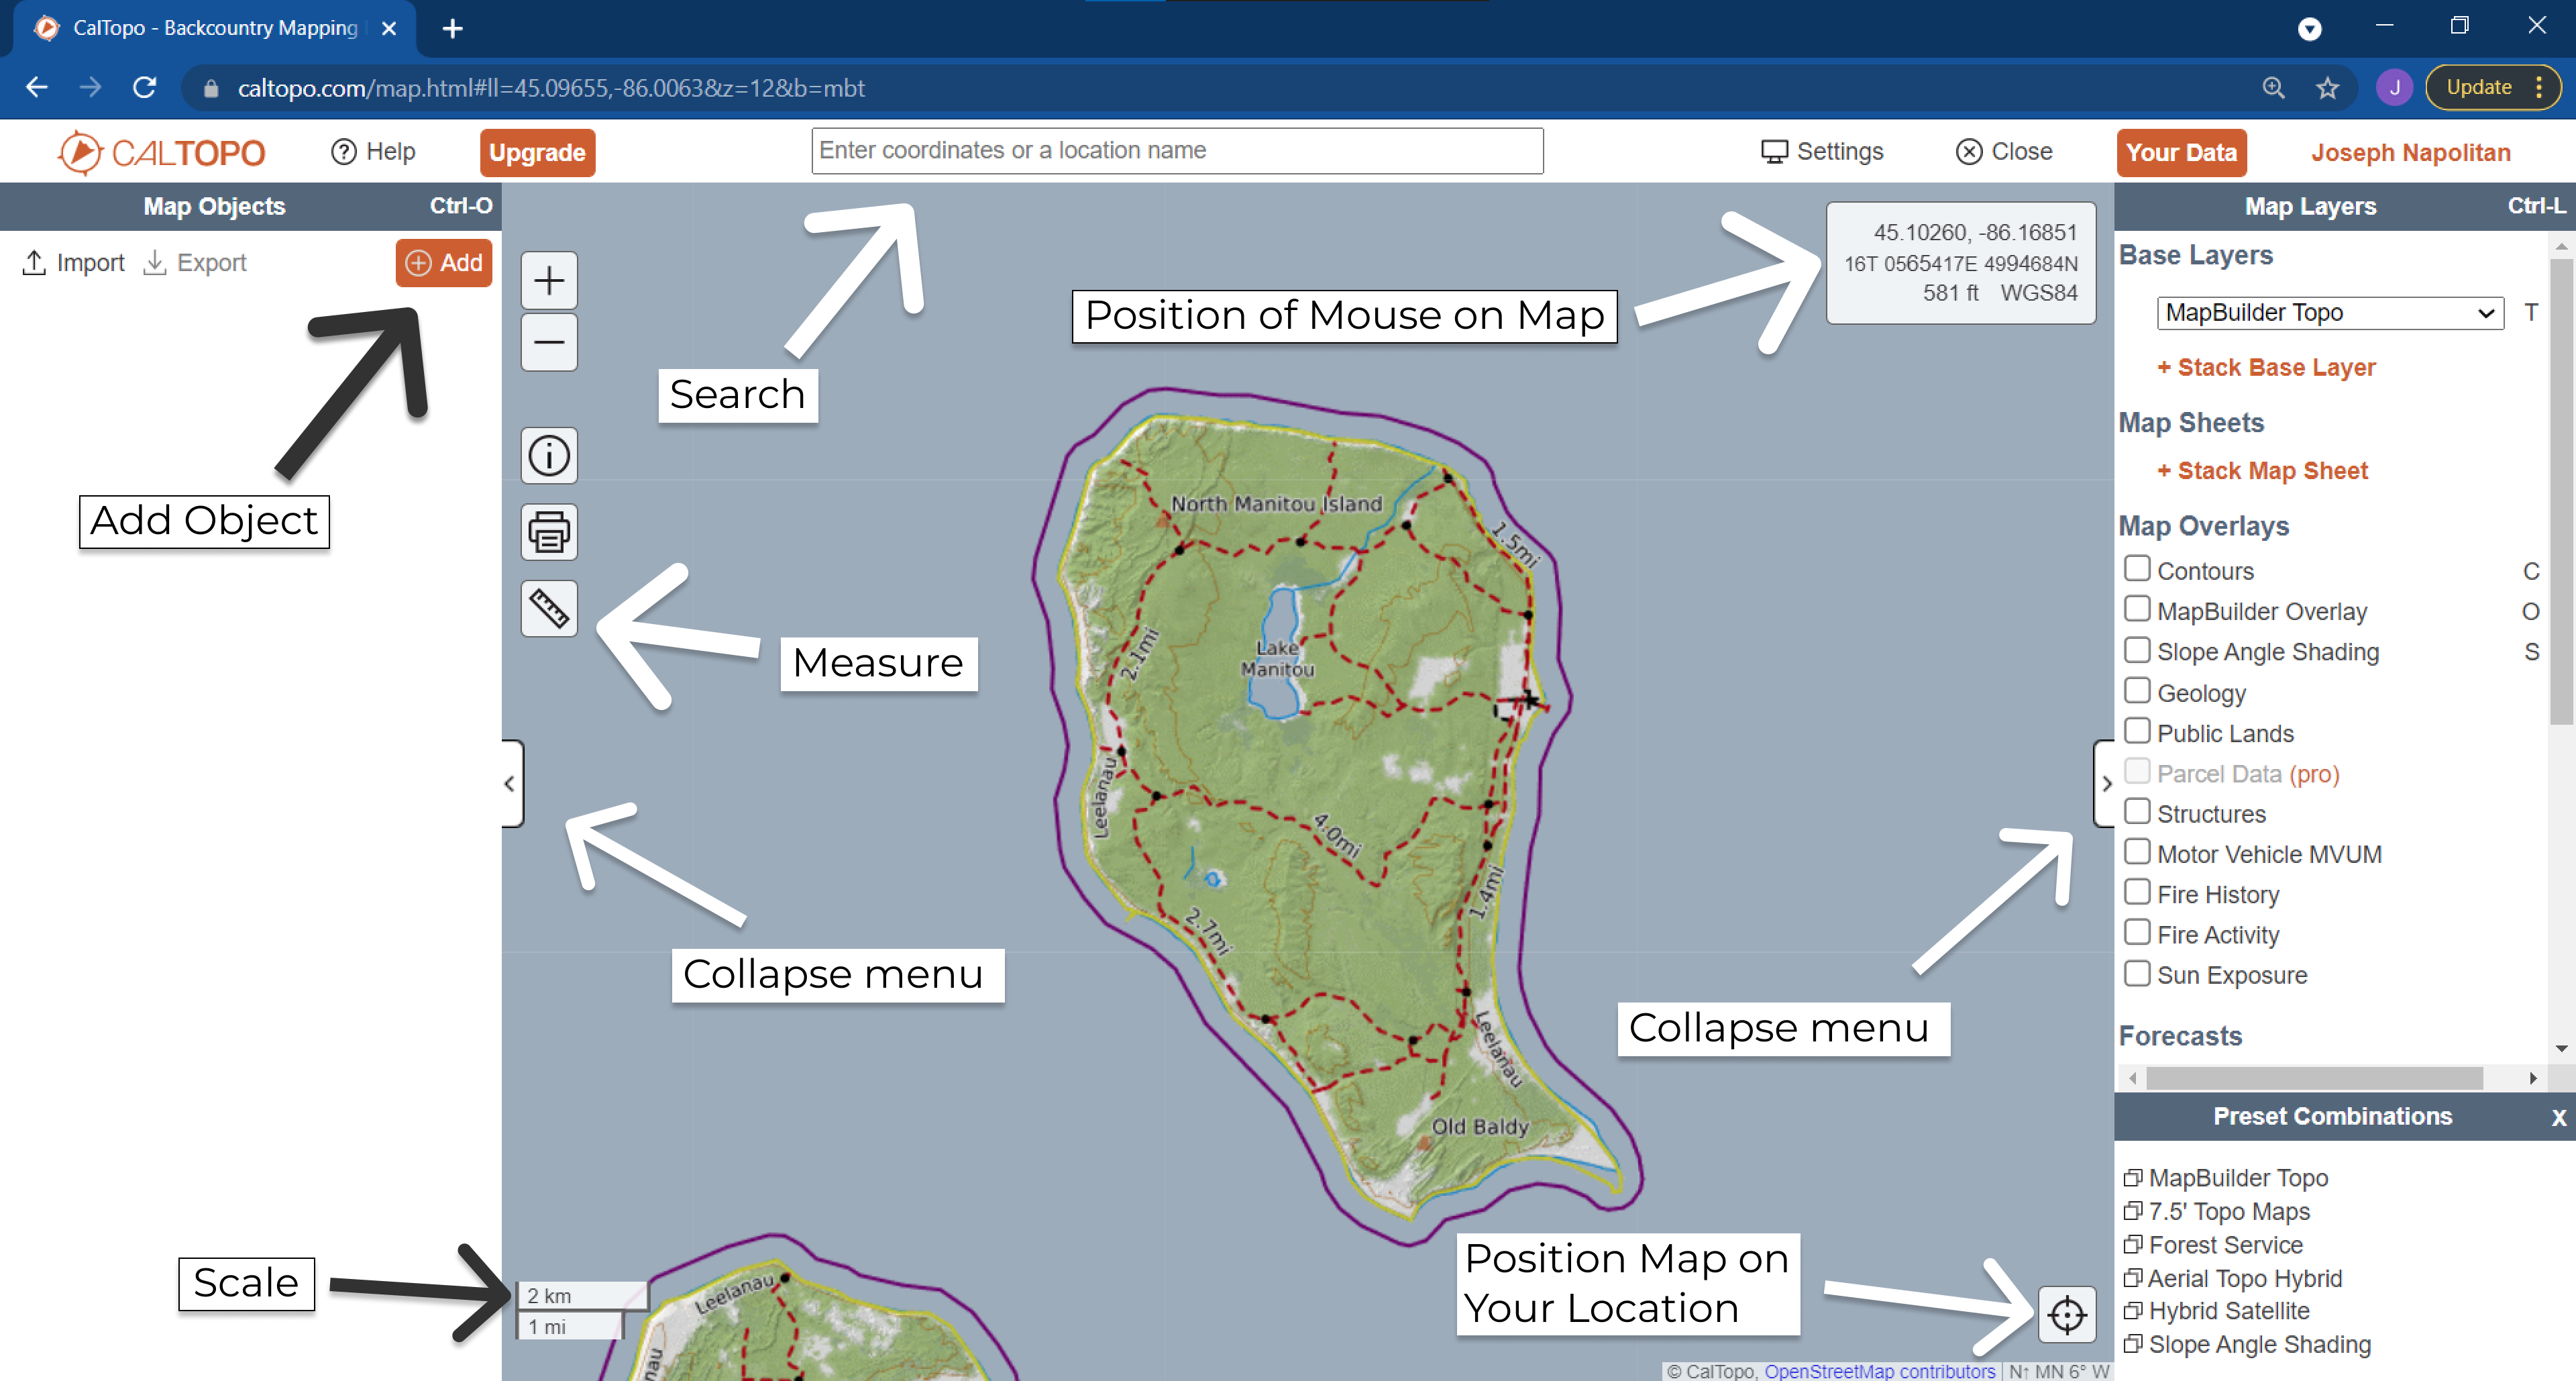 CalTopo - Backcountry Mapping
caltopo.com/map.html#ll=45.09655,-86.0063&z=12&b=mbt
J
Update
CALTOPO
Help
Upgrade
Enter coordinates or a location name
Settings
Close
Your Data
Joseph Napolitan
Map Objects
Ctrl-O
Import
Export
Add
Add Object
Search
Position of Mouse on Map
45.10260, -86.16851
16T 0565417E 4994684N
581 ft WGS84
Measure
Collapse menu
Collapse menu
Scale
2 km
1 mi
Position Map on
Your Location
North Manitou Island
1.5mi
Lake
Manitou
2.1mi
Leelanau
4.0mi
1.4mi
2.7mi
Leelanau
Old Baldy
Leelanau
nau
© CalTopo, OpenStreetMap contributors
N↑ MN 6° W
Map Layers
Ctrl-L
Base Layers
MapBuilder Topo
T
+ Stack Base Layer
Map Sheets
+ Stack Map Sheet
Map Overlays
Contours C
MapBuilder Overlay O
Slope Angle Shading S
Geology
Public Lands
Parcel Data (pro)
Structures
Motor Vehicle MVUM
Fire History
Fire Activity
Sun Exposure
Forecasts
Preset Combinations
X
MapBuilder Topo
7.5' Topo Maps
Forest Service
Aerial Topo Hybrid
Hybrid Satellite
Slope Angle Shading